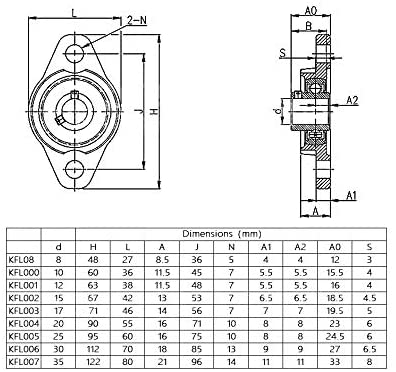 L
2-N
J
H
A0
B
S
A2
d
A1
A
Dimensions (mm)
d H L A J N A1 A2 A0 S
KFL08 8 48 27 8.5 36 5 4 4 12 3
KFL000 10 60 36 11.5 45 7 5.5 5.5 15.5 4
KFL001 12 63 38 11.5 48 7 5.5 5.5 16 4
KFL002 15 67 42 13 53 7 6.5 6.5 18.5 4.5
KFL003 17 71 46 14 56 7 7 7 19.5 5
KFL004 20 90 55 16 71 10 8 8 23 6
KFL005 25 95 60 16 75 10 8 8 24.5 6
KFL006 30 112 70 18 85 13 9 9 27 6.5
KFL007 35 122 80 21 96 14 11 11 33 8